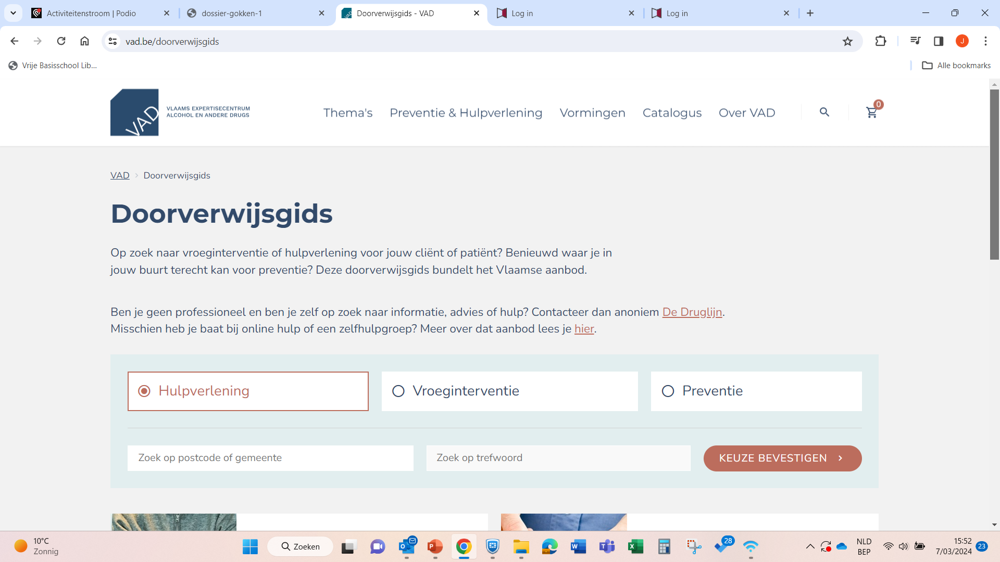 Activiteitenstroom | Podio
dossier-gokken-1
Doorverwijsgids - VAD
Log in
Log in
vad.be/doorverwijsgids
J
Vrije Basisschool Lib...
Alle bookmarks
VAD
VLAAMS EXPERTISECENTRUM
ALCOHOL EN ANDERE DRUGS
Thema's
Preventie & Hulpverlening
Vormingen
Catalogus
Over VAD
0
VAD > Doorverwijsgids
Doorverwijsgids
Op zoek naar vroeginterventie of hulpverlening voor jouw cliënt of patiënt? Benieuwd waar je in
jouw buurt terecht kan voor preventie? Deze doorverwijsgids bundelt het Vlaamse aanbod.
Ben je geen professioneel en ben je zelf op zoek naar informatie, advies of hulp? Contacteer dan anoniem De Druglijn.
Misschien heb je baat bij online hulp of een zelfhulpgroep? Meer over dat aanbod lees je hier.
Hulpverlening
Vroeginterventie
Preventie
Zoek op postcode of gemeente
Zoek op trefwoord
KEUZE BEVESTIGEN
10°C
Zonnig
Zoeken
28
NLD
BEP
15:52
7/03/2024
23